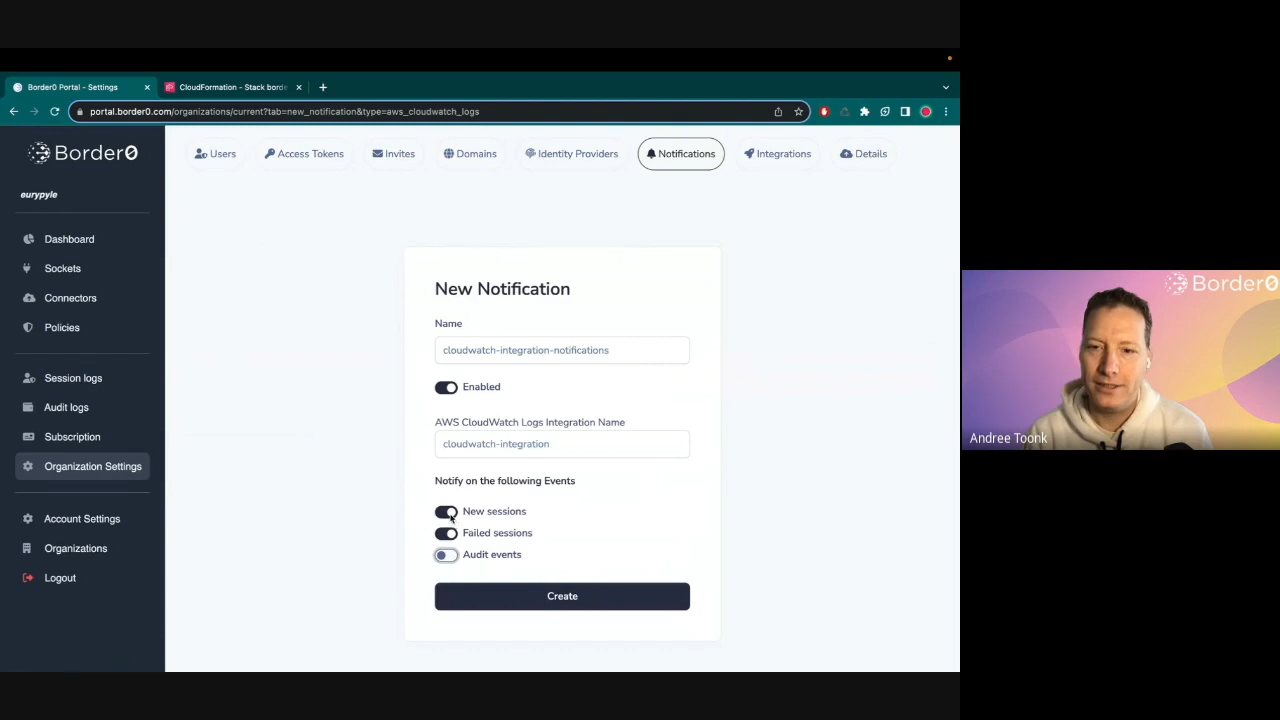 Border0 Portal - Settings
CloudFormation - Stack bord
portal.border0.com/organizations/current?tab=new_notification&type=aws_cloudwatch_logs
Border0
Users
Access Tokens
Invites
Domains
Identity Providers
Notifications
Integrations
Details
eurypyle
Dashboard
Sockets
Connectors
Policies
Session logs
Audit logs
Subscription
Organization Settings
Account Settings
Organizations
Logout
New Notification
Name
cloudwatch-integration-notifications
Enabled
AWS CloudWatch Logs Integration Name
cloudwatch-integration
Notify on the following Events
New sessions
Failed sessions
Audit events
Create
Border0
Andree Toonk